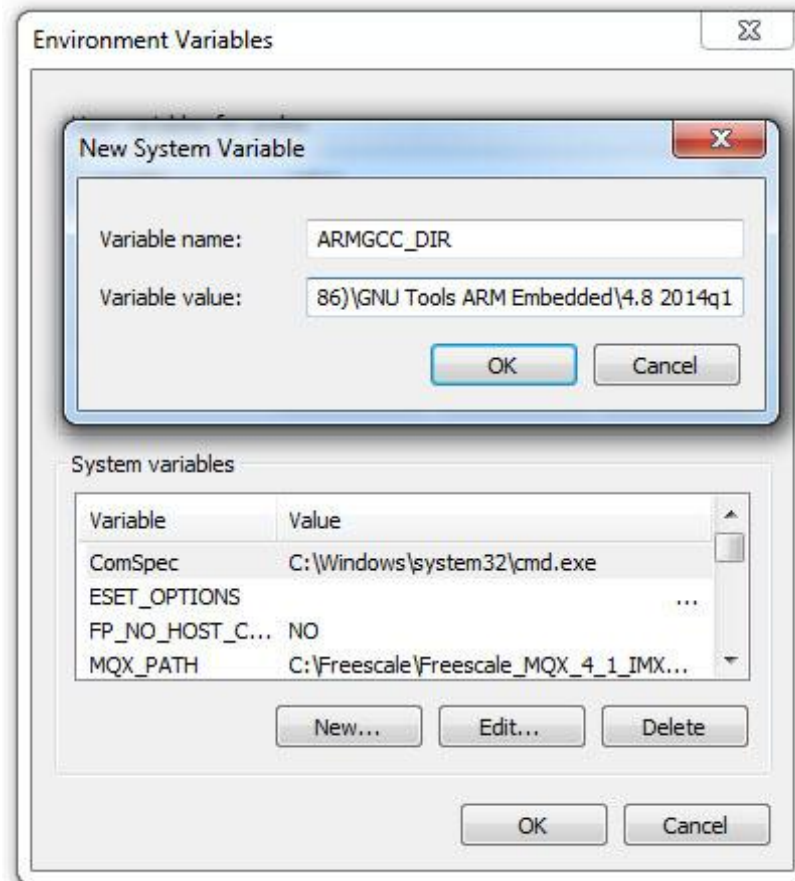 Environment Variables
New System Variable
Variable name: ARMGCC_DIR
Variable value: 86)\GNU Tools ARM Embedded\4.8 2014q1
OK Cancel
System variables
Variable Value
ComSpec C:\Windows\system32\cmd.exe
ESET_OPTIONS ...
FP_NO_HOST_C... NO
MQX_PATH C:\Freescale\Freescale_MQX_4_1_IMX...
New... Edit... Delete
OK Cancel